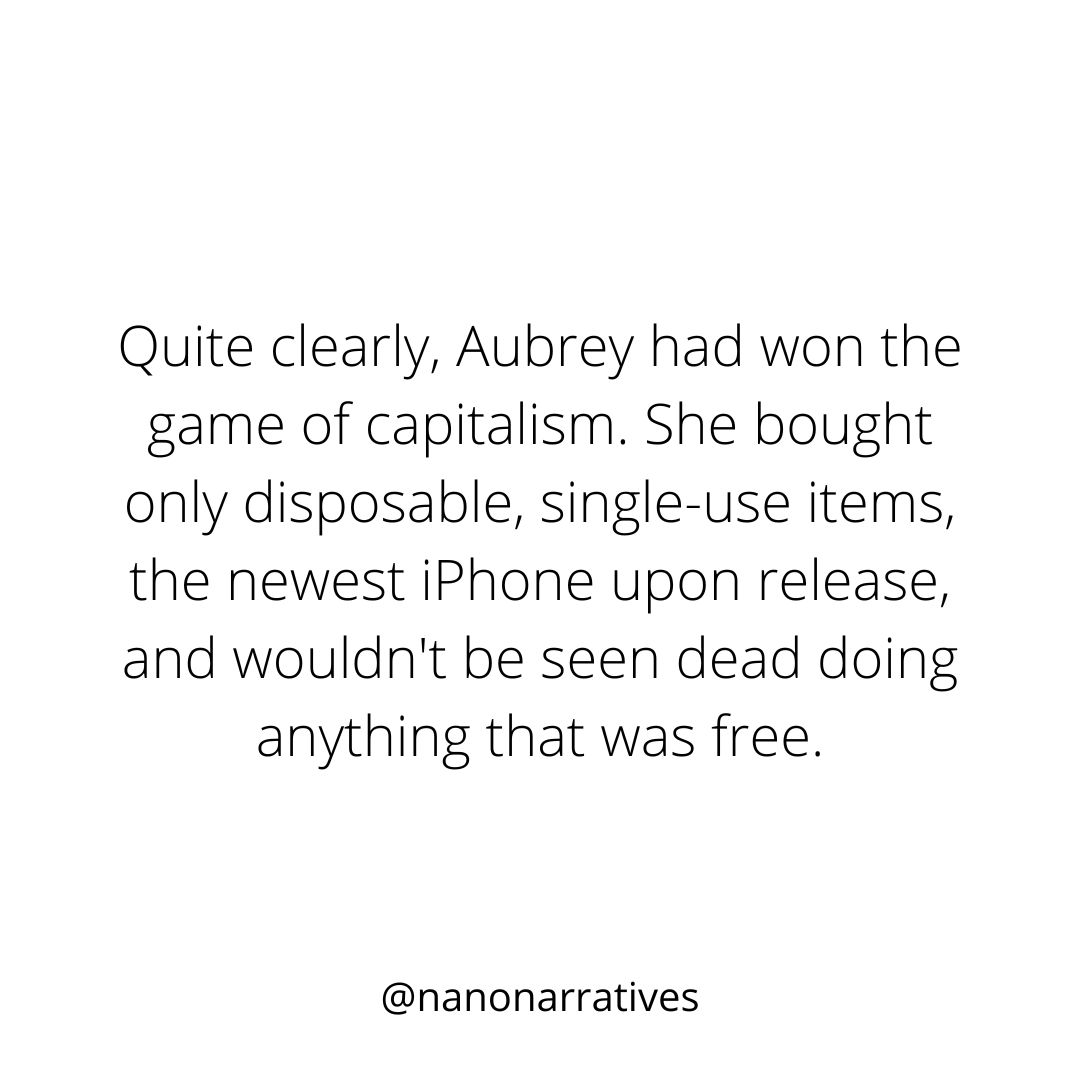 Quite clearly, Aubrey had won the
game of capitalism. She bought
only disposable, single-use items,
the newest iPhone upon release,
and wouldn't be seen dead doing
anything that was free.
@nanonarratives